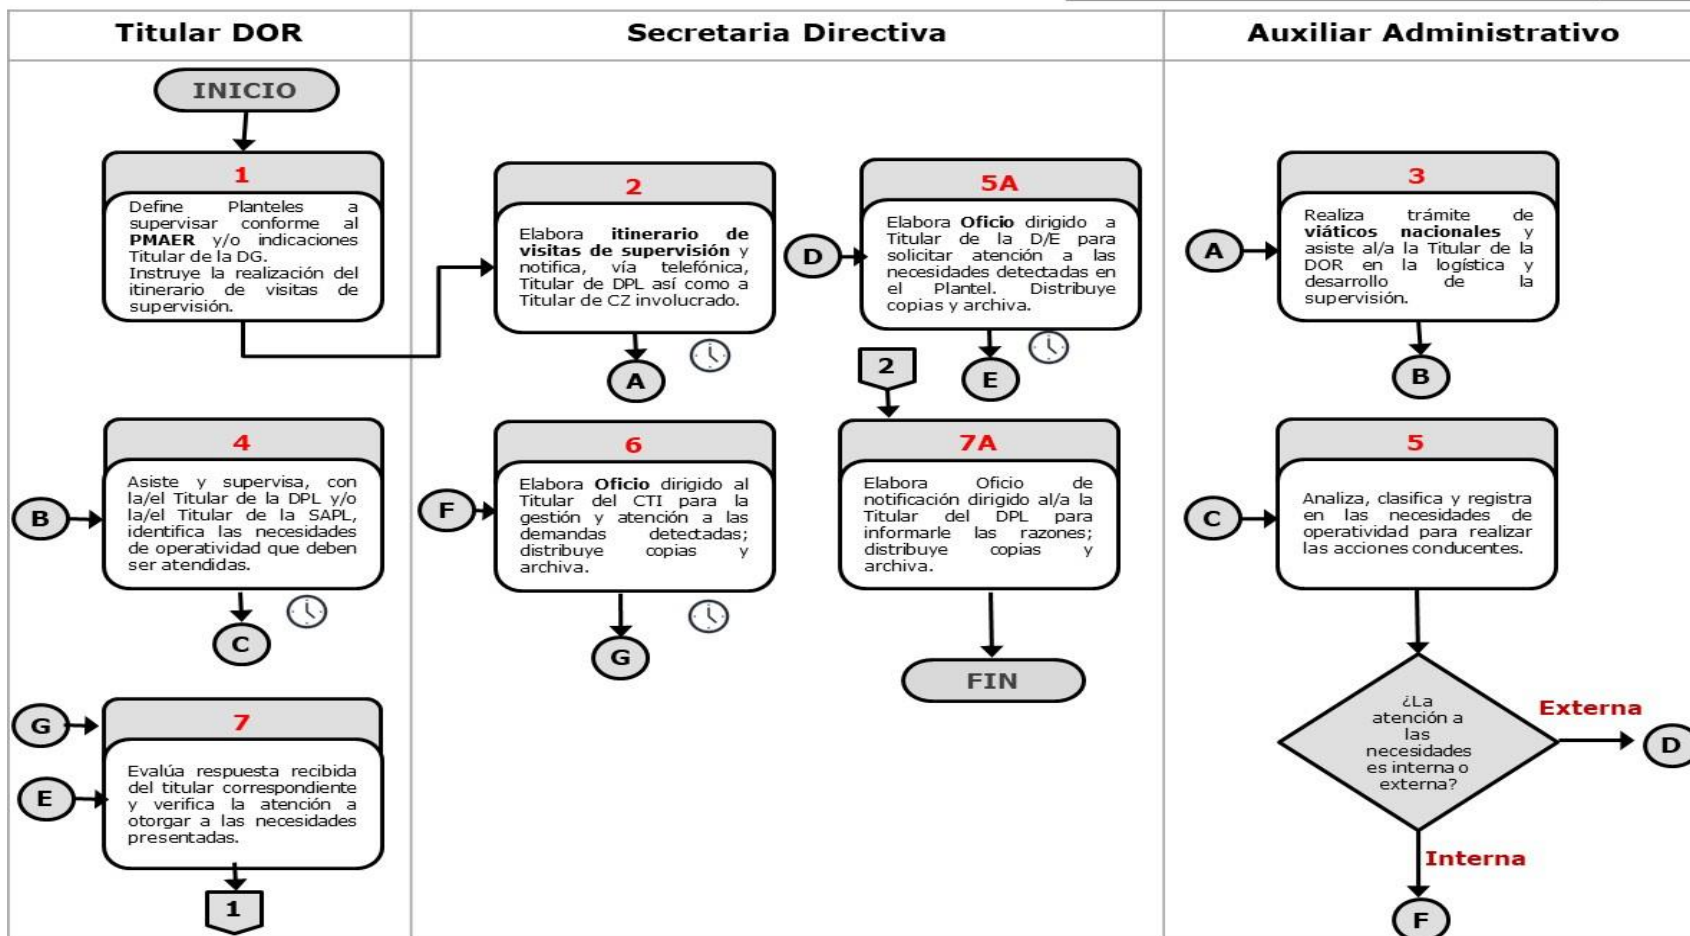 Titular DOR
Secretaria Directiva
Auxiliar Administrativo
INICIO
1
Define Planteles a
supervisar conforme al
PMAER y/o indicaciones
Titular de la DG.
Instruye la realización del
itinerario de visitas de
supervisión.
2
Elabora itinerario de
visitas de supervisión y
notifica, vía telefónica,
Titular de DPL así como a
Titular de CZ involucrado.
A
D
5A
Elabora Oficio dirigido a
Titular de la D/E para
solicitar atención a las
necesidades detectadas en
el Plantel. Distribuye
copias y archiva.
E
A
3
Realiza trámite de
viáticos nacionales y
asiste al/a la Titular de la
DOR en la logística y
desarrollo de la
supervisión.
B
B
4
Asiste y supervisa, con
la/el Titular de la DPL y/o
la/el Titular de la SAPL,
identifica las necesidades
de operatividad que deben
ser atendidas.
C
F
6
Elabora Oficio dirigido al
Titular del CTI para la
gestión y atención a las
demandas detectadas;
distribuye copias y
archiva.
G
2
7A
Elabora Oficio de
notificación dirigido al/a la
Titular del DPL para
informarle las razones;
distribuye copias y
archiva.
FIN
C
5
Analiza, clasifica y registra
en las necesidades de
operatividad para realizar
las acciones conducentes.
¿La
atención a
las
necesidades
es interna o
externa?
Externa
D
Interna
F
G
E
7
Evalúa respuesta recibida
del titular correspondiente
y verifica la atención a
otorgar a las necesidades
presentadas.
1